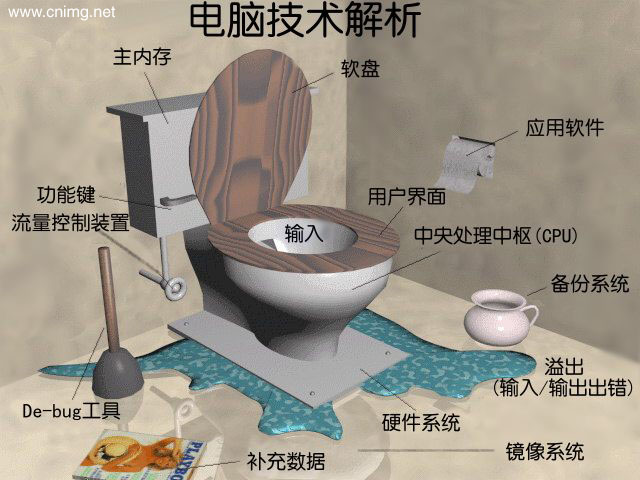 www.cnimg.net
电脑技术解析
主内存
软盘
应用软件
功能键
用户界面
流量控制装置
输入
中央处理中枢(CPU)
备份系统
溢出
(输入/输出出错)
De-bug工具
硬件系统
镜像系统
补充数据
PLAYBOY